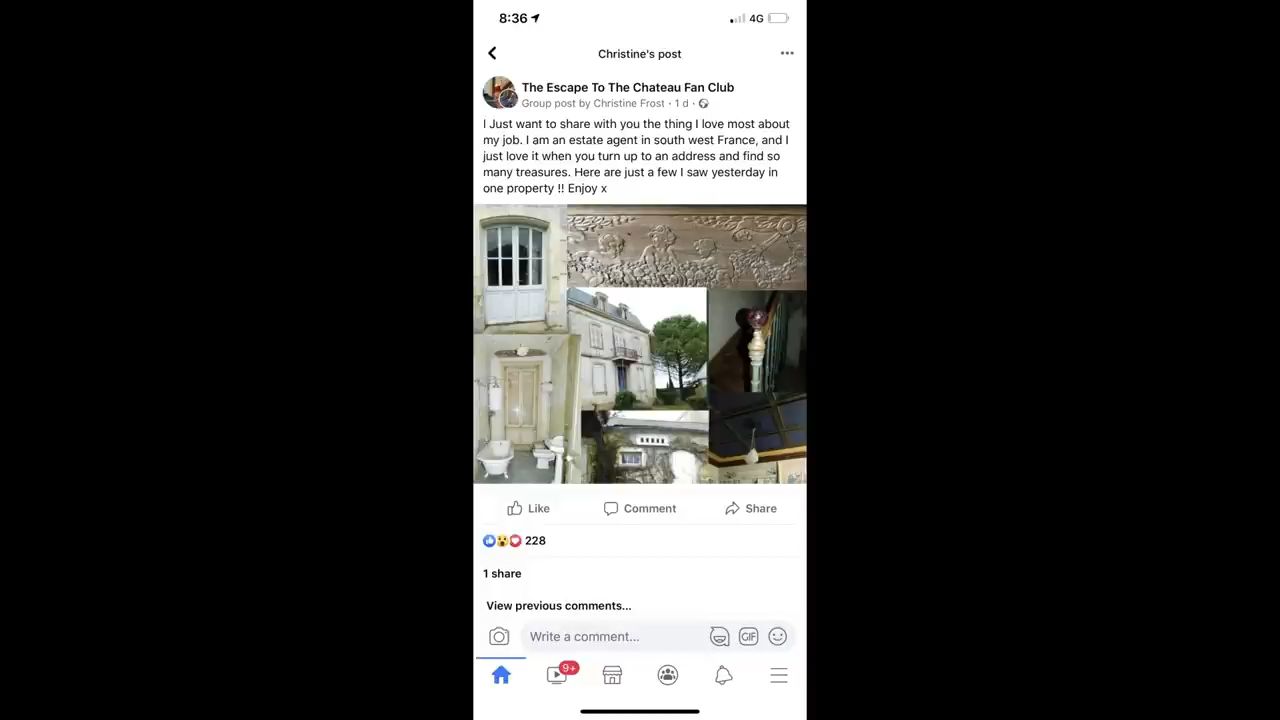 8:36
4G
Christine's post
The Escape To The Chateau Fan Club
Group post by Christine Frost · 1 d ·
I Just want to share with you the thing I love most about
my job. I am an estate agent in south west France, and I
just love it when you turn up to an address and find so
many treasures. Here are just a few I saw yesterday in
one property !! Enjoy x
Like
Comment
Share
228
1 share
View previous comments...
Write a comment...
GIF
9+